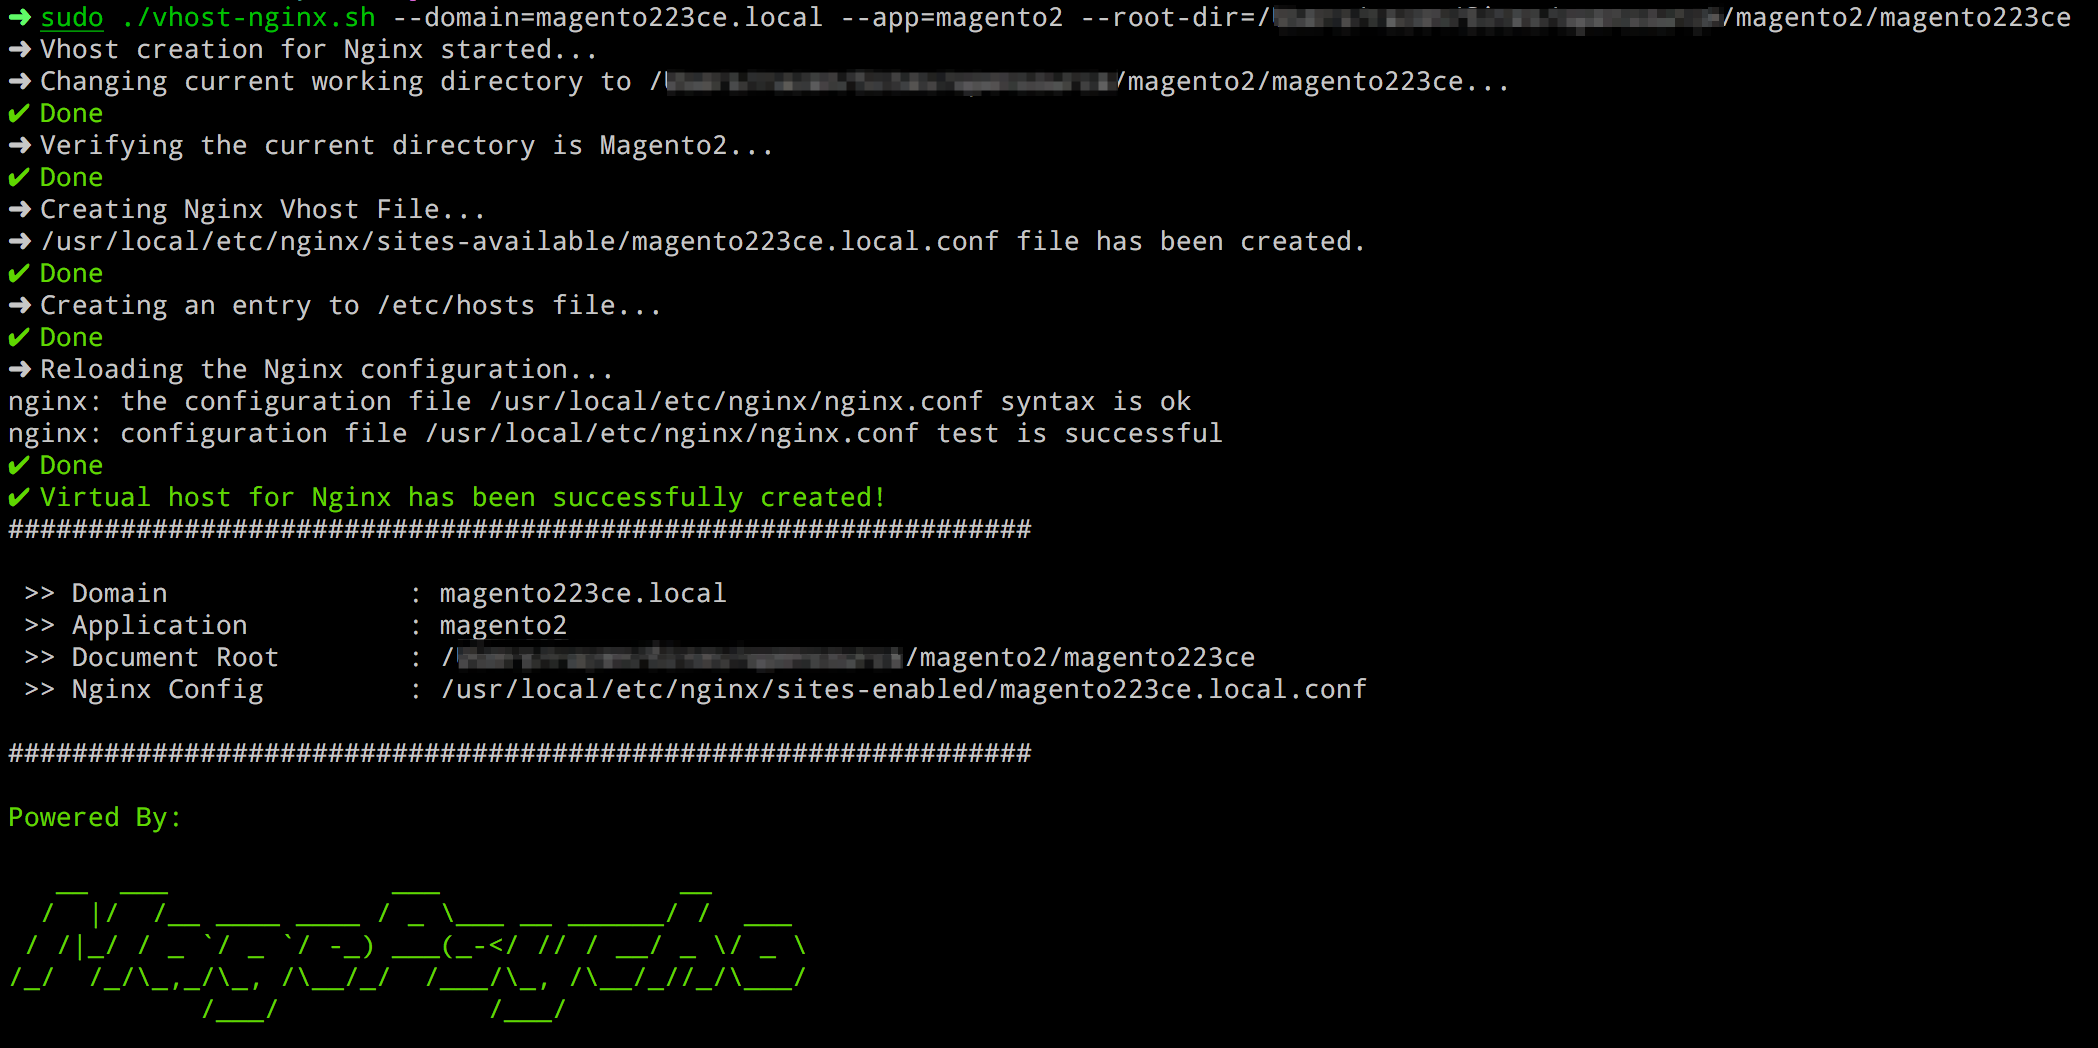 ➜ sudo ./vhost-nginx.sh --domain=magento223ce.local --app=magento2 --root-dir=/ /magento2/magento223ce
➜ Vhost creation for Nginx started...
➜ Changing current working directory to / /magento2/magento223ce...
✔ Done
➜ Verifying the current directory is Magento2...
✔ Done
➜ Creating Nginx Vhost File...
➜ /usr/local/etc/nginx/sites-available/magento223ce.local.conf file has been created.
✔ Done
➜ Creating an entry to /etc/hosts file...
✔ Done
➜ Reloading the Nginx configuration...
nginx: the configuration file /usr/local/etc/nginx/nginx.conf syntax is ok
nginx: configuration file /usr/local/etc/nginx/nginx.conf test is successful
✔ Done
✔ Virtual host for Nginx has been successfully created!
################################################################
>> Domain : magento223ce.local
>> Application : magento2
>> Document Root : / /magento2/magento223ce
>> Nginx Config : /usr/local/etc/nginx/sites-enabled/magento223ce.local.conf
################################################################
Powered By:
MagePsycho